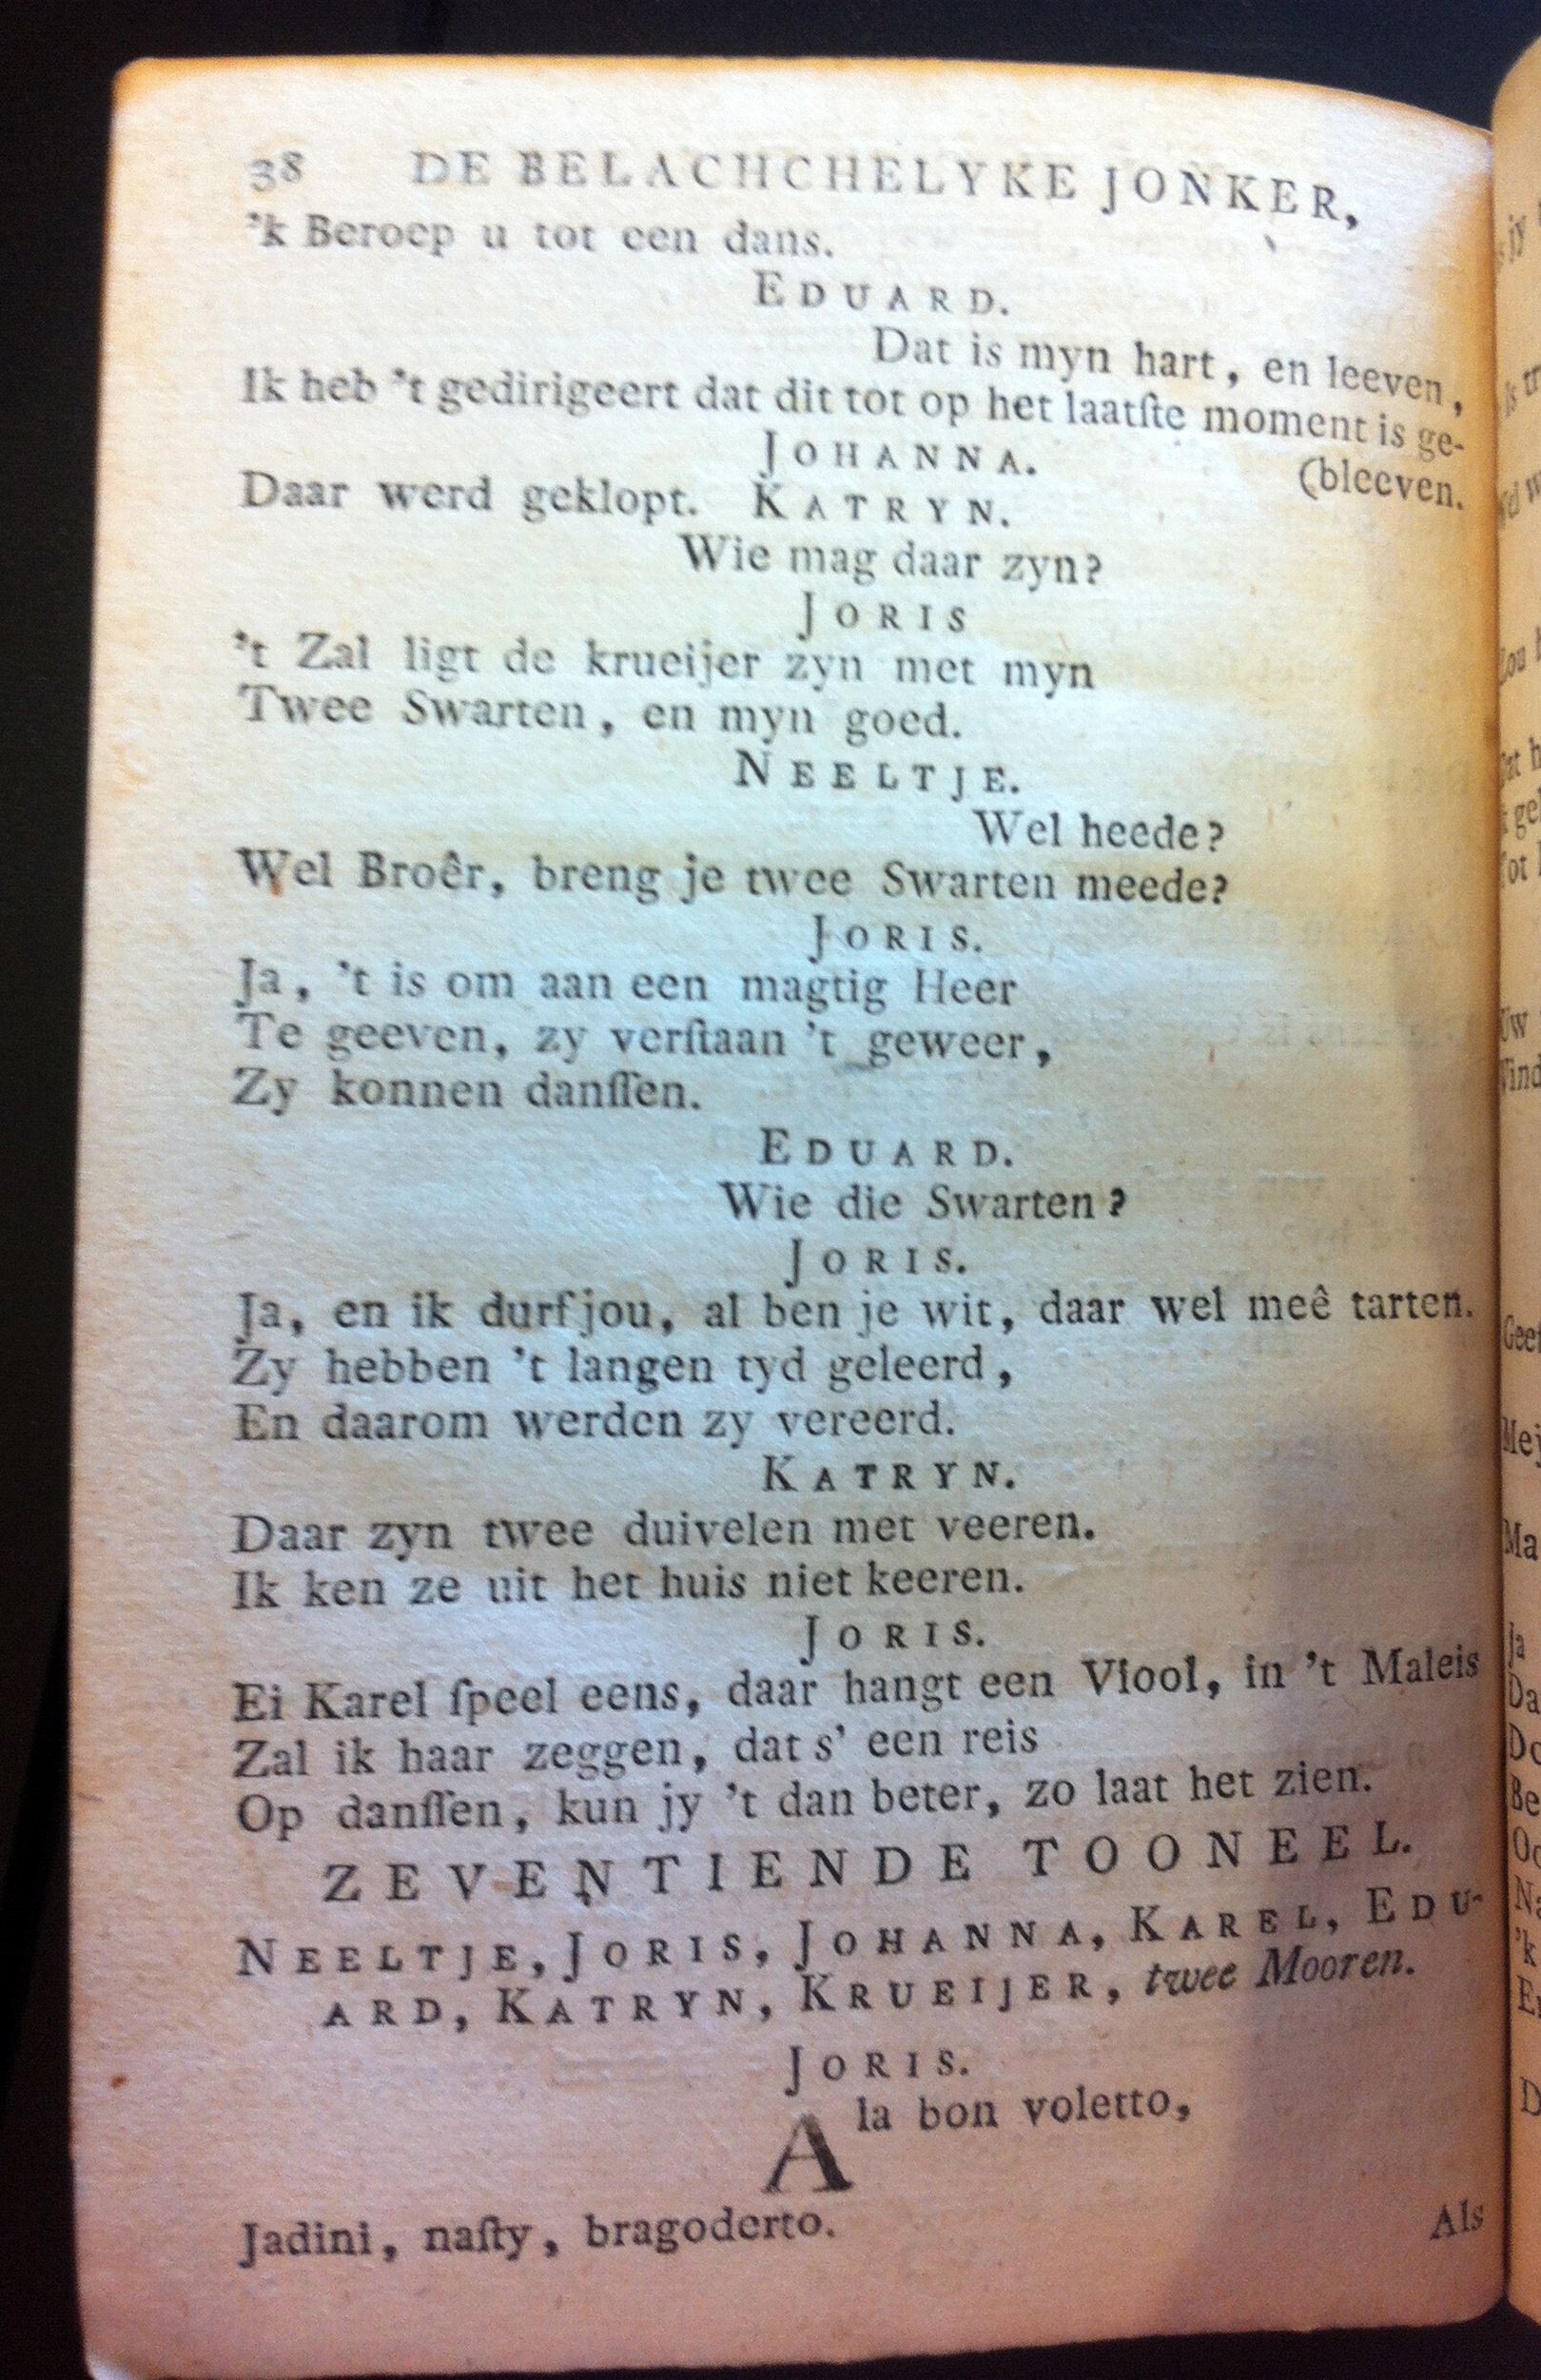 38 DE BELACHCHELYKE JONKER,
'k Beroep u tot een dans.
EDUARD.
Dat is myn hart, en leeven,
Ik heb 't gedirigeert dat dit tot op het laatſte moment is ge-
JOHANNA. (bleeven.
Daar werd geklopt. KATRYN.
Wie mag daar zyn?
JORIS
't Zal ligt de krueijer zyn met myn
Twee Swarten, en myn goed.
NEELTJE.
Wel heede?
Wel Broêr, breng je twee Swarten meede?
JORIS.
Ja, 't is om aan een magtig Heer
Te geeven, zy verſtaan 't geweer,
Zy konnen danſſen.
EDUARD.
Wie die Swarten?
JORIS.
Ja, en ik durf jou, al ben je wit, daar wel meê tarten.
Zy hebben 't langen tyd geleerd,
En daarom werden zy vereerd.
KATRYN.
Daar zyn twee duivelen met veeren.
Ik ken ze uit het huis niet keeren.
JORIS.
Ei Karel ſpeel eens, daar hangt een Viool, in 't Maleis
Zal ik haar zeggen, dat s' een reis
Op danſſen, kun jy 't dan beter, zo laat het zien.
ZEVENTIENDE TOONEEL.
NEELTJE, JORIS, JOHANNA, KAREL, EDU-
ARD, KATRYN, KRUEIJER, twee Mooren.
JORIS.
A la bon voletto,
Jadini, naſty, bragoderto.
Als